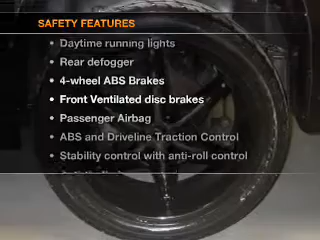 SAFETY FEATURES
• Daytime running lights
• Rear defogger
• 4-wheel ABS Brakes
• Front Ventilated disc brakes
• Passenger Airbag
• ABS and Driveline Traction Control
• Stability control with anti-roll control